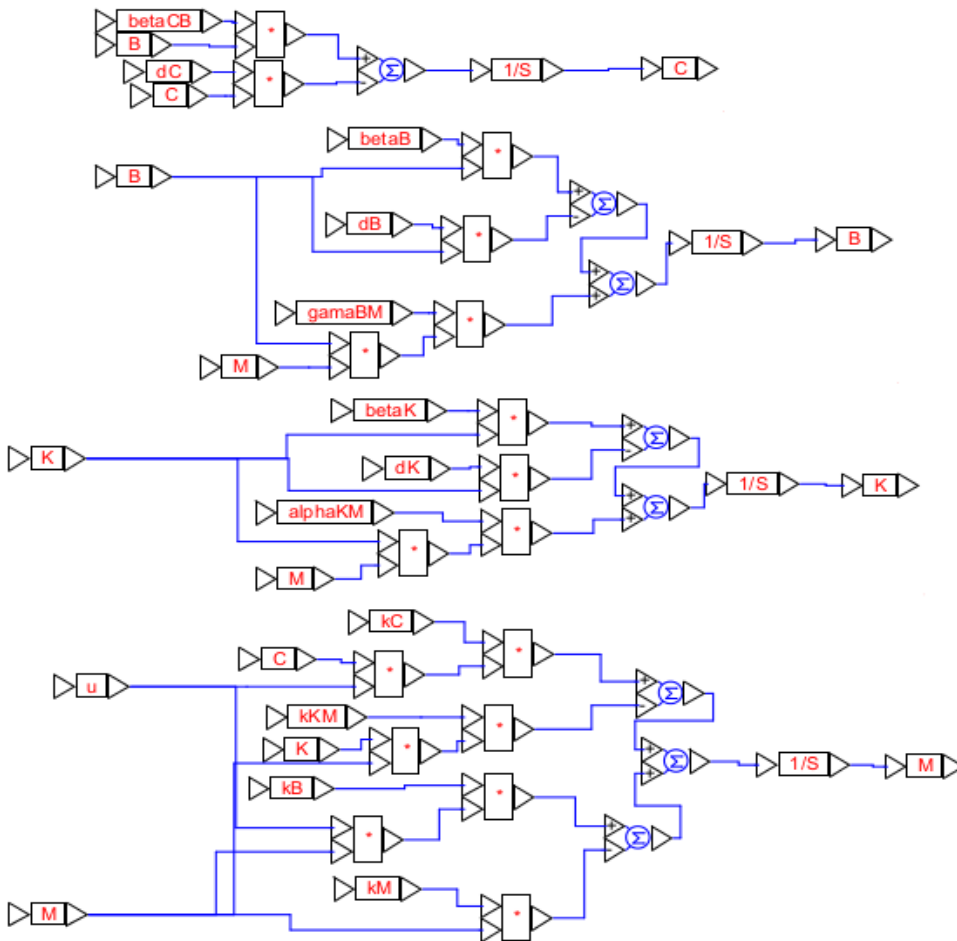 betaCB
*
B
+
Σ
-
1/S
C
dC
*
C
betaB
*
B
+
Σ
-
dB
*
1/S
B
+
Σ
+
gamaBM
*
*
M
betaK
*
+
Σ
-
K
dK
*
1/S
K
alphaKM
*
+
Σ
+
*
M
kC
*
C
*
u
+
Σ
-
kKM
*
K
*
+
Σ
+
1/S
M
kB
*
*
+
Σ
-
kM
*
M